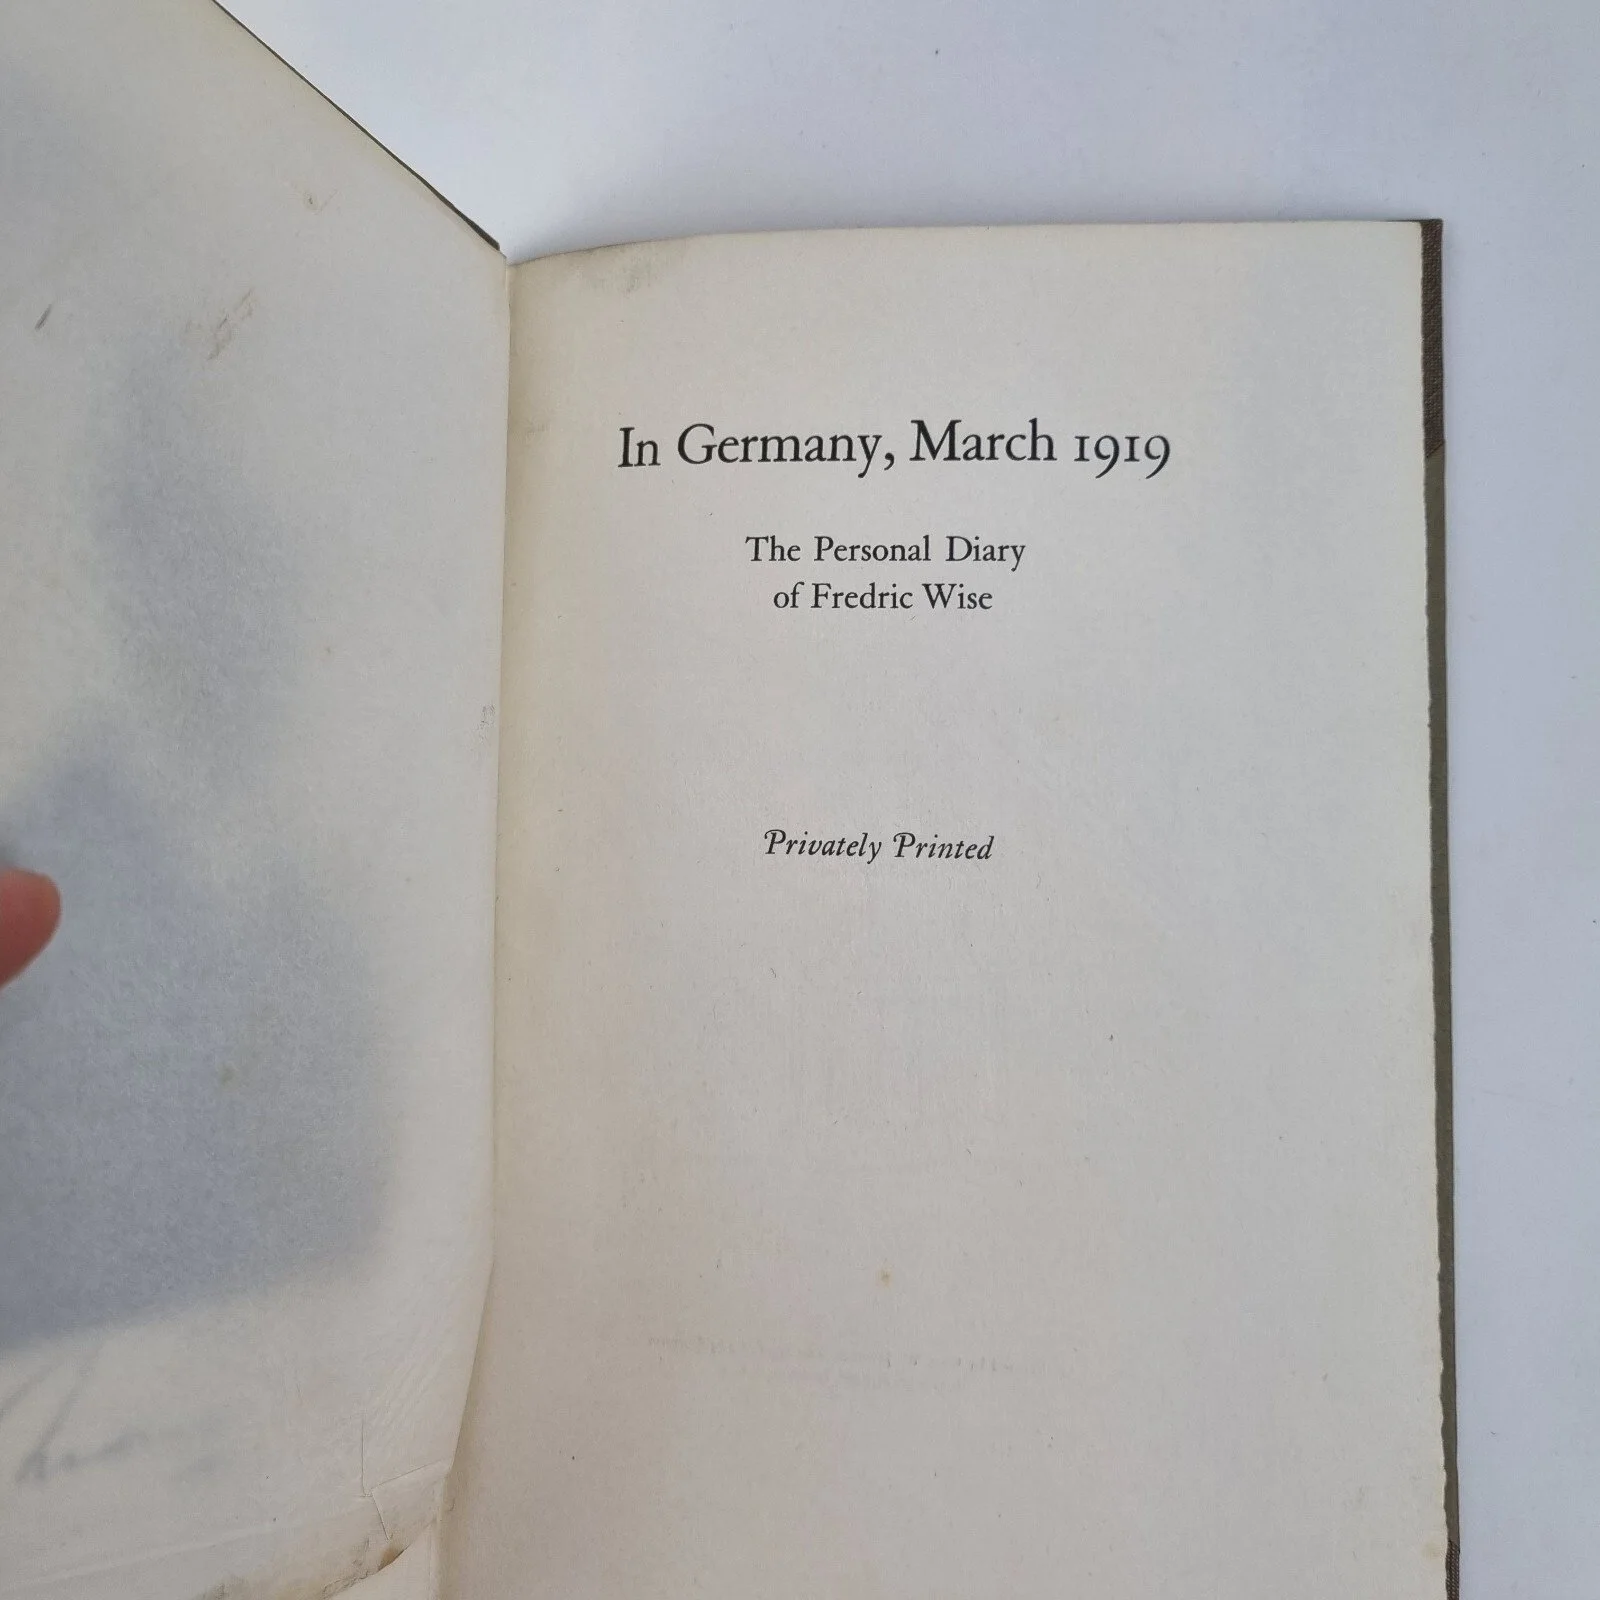 In Germany, March 1919
The Personal Diary
of Fredric Wise
Privately Printed